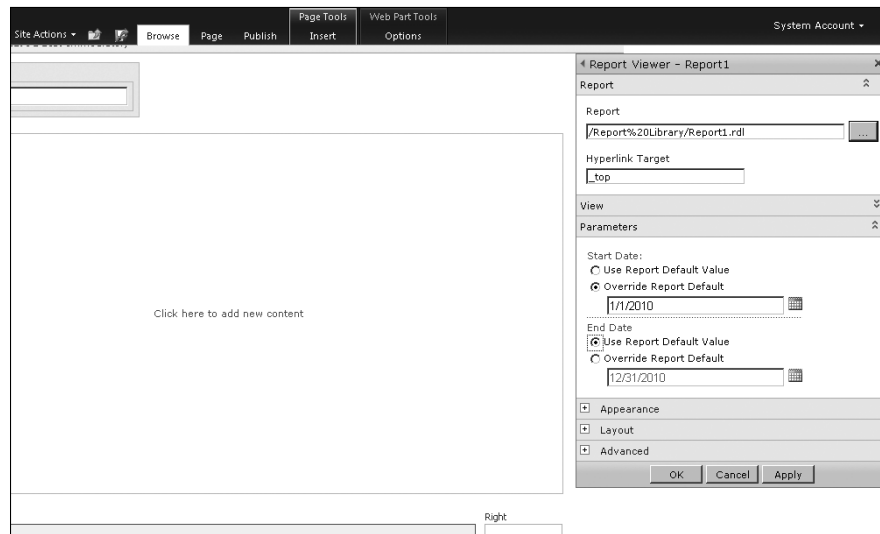 Page Tools
Web Part Tools
System Account
Site Actions
Browse
Page
Publish
Insert
Options
Report Viewer - Report1
Report
Report
/Report%20Library/Report1.rdl
...
Hyperlink Target
_top
View
Parameters
Start Date:
Use Report Default Value
Override Report Default
1/1/2010
End Date
Use Report Default Value
Override Report Default
12/31/2010
Click here to add new content
Appearance
Layout
Advanced
OK Cancel Apply
Right